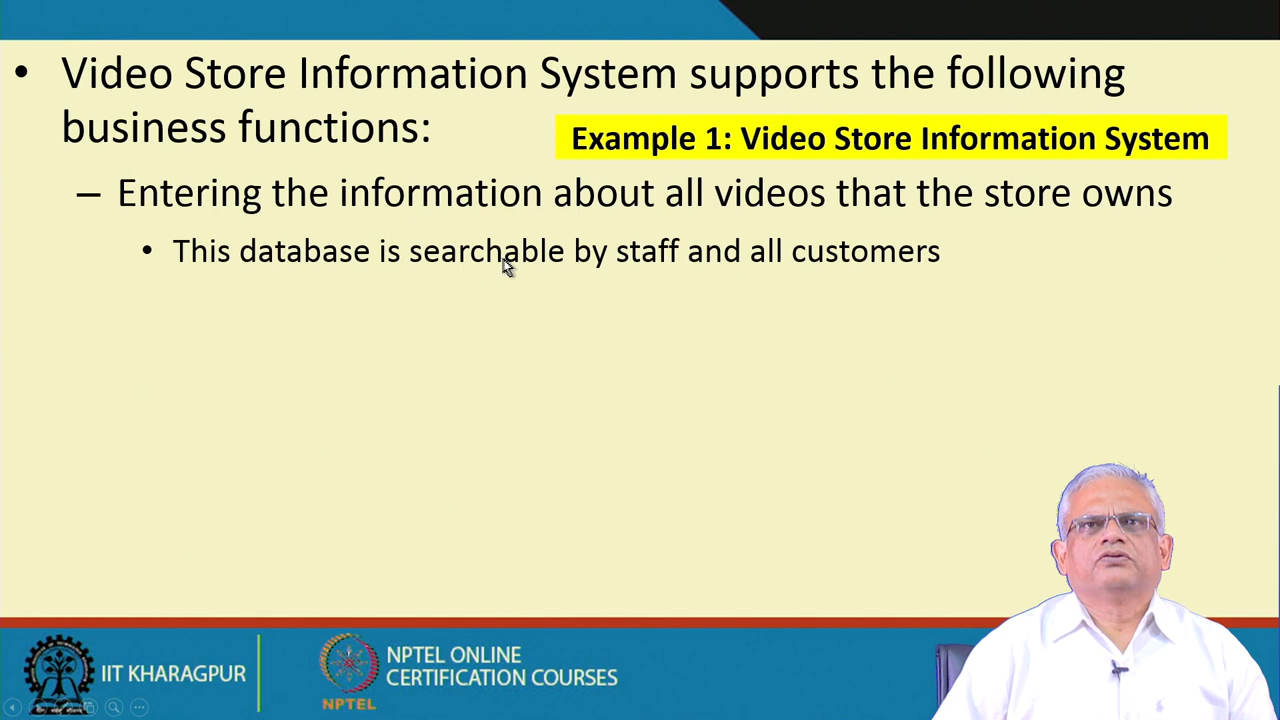 • Video Store Information System supports the following
business functions:
Example 1: Video Store Information System
– Entering the information about all videos that the store owns
• This database is searchable by staff and all customers
IIT KHARAGPUR
NPTEL ONLINE
CERTIFICATION COURSES
NPTEL